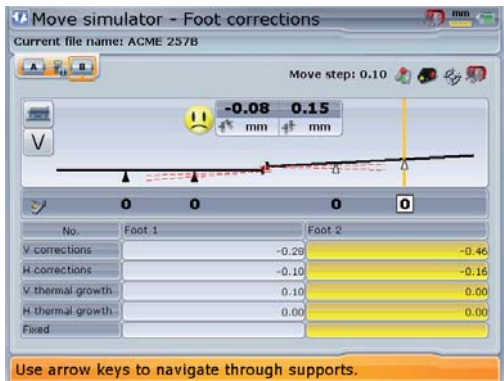 Move simulator - Foot corrections
mm
Current file name: ACME 257B
A B
Move step: 0.10
-0.08 0.15
mm mm
V
0 0 0 0
No. Foot 1 Foot 2
V corrections -0.28 -0.46
H corrections -0.10 -0.16
V thermal growth 0.10 0.00
H thermal growth 0.00 0.00
Fixed
Use arrow keys to navigate through supports.